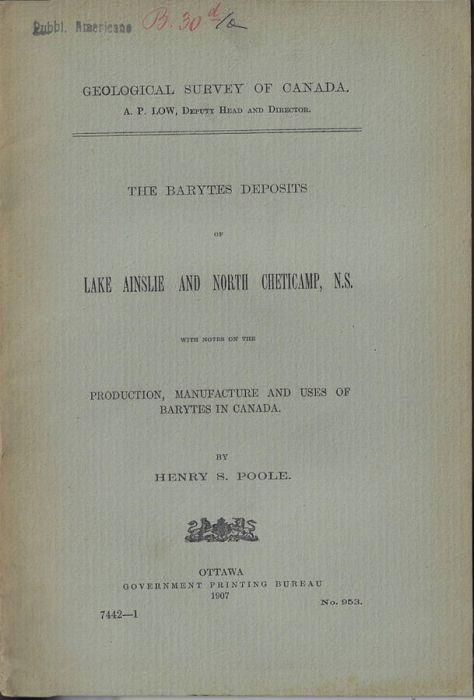 Pubbl. Americane B. 30 d/a
GEOLOGICAL SURVEY OF CANADA.
A. P. LOW, DEPUTY HEAD AND DIRECTOR.
THE BARYTES DEPOSITS
OF
LAKE AINSLIE AND NORTH CHETICAMP, N.S.
WITH NOTES ON THE
PRODUCTION, MANUFACTURE AND USES OF
BARYTES IN CANADA.
BY
HENRY S. POOLE.
OTTAWA
GOVERNMENT PRINTING BUREAU
1907
No. 953.
7442—1